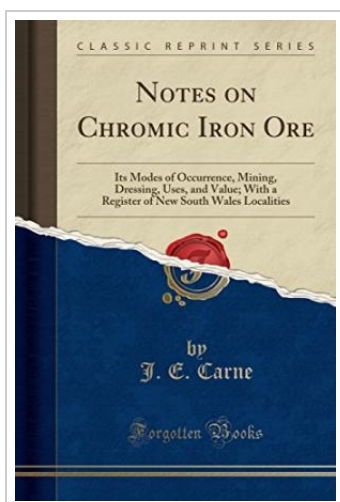 CLASSIC REPRINT SERIES
NOTES ON
CHROMIC IRON ORE
Its Modes of Occurrence, Mining,
Dressing, Uses, and Value; With a
Register of New South Wales Localities
by
J. E. Carne
Forgotten Books